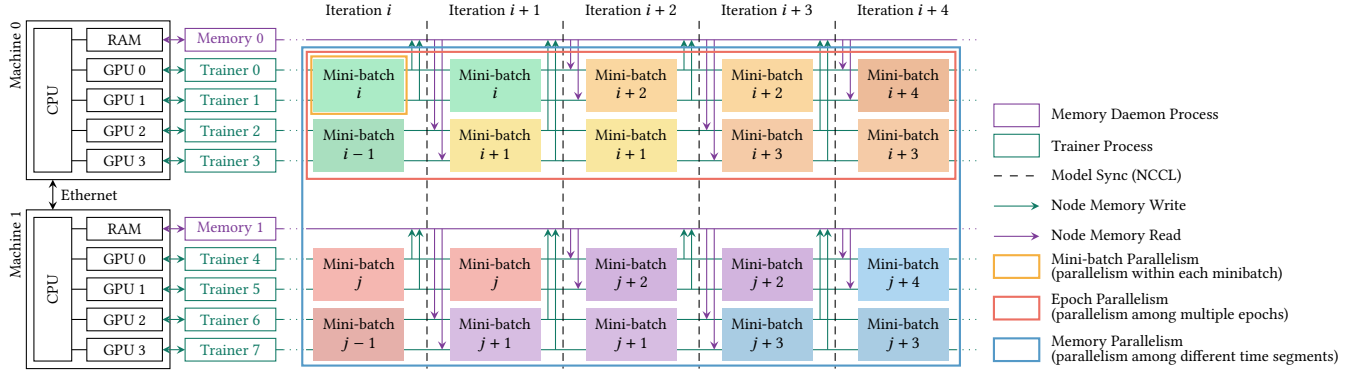 Iteration i
Iteration i + 1
Iteration i + 2
Iteration i + 3
Iteration i + 4
Machine 0
CPU
RAM
GPU 0
GPU 1
GPU 2
GPU 3
Memory 0
Trainer 0
Trainer 1
Trainer 2
Trainer 3
Mini-batch
i
Mini-batch
i
Mini-batch
i + 2
Mini-batch
i + 2
Mini-batch
i + 4
Mini-batch
i − 1
Mini-batch
i + 1
Mini-batch
i + 1
Mini-batch
i + 3
Mini-batch
i + 3
Ethernet
Machine 1
CPU
RAM
GPU 0
GPU 1
GPU 2
GPU 3
Memory 1
Trainer 4
Trainer 5
Trainer 6
Trainer 7
Mini-batch
j
Mini-batch
j
Mini-batch
j + 2
Mini-batch
j + 2
Mini-batch
j + 4
Mini-batch
j − 1
Mini-batch
j + 1
Mini-batch
j + 1
Mini-batch
j + 3
Mini-batch
j + 3
Memory Daemon Process
Trainer Process
Model Sync (NCCL)
Node Memory Write
Node Memory Read
Mini-batch Parallelism
(parallelism within each minibatch)
Epoch Parallelism
(parallelism among multiple epochs)
Memory Parallelism
(parallelism among different time segments)